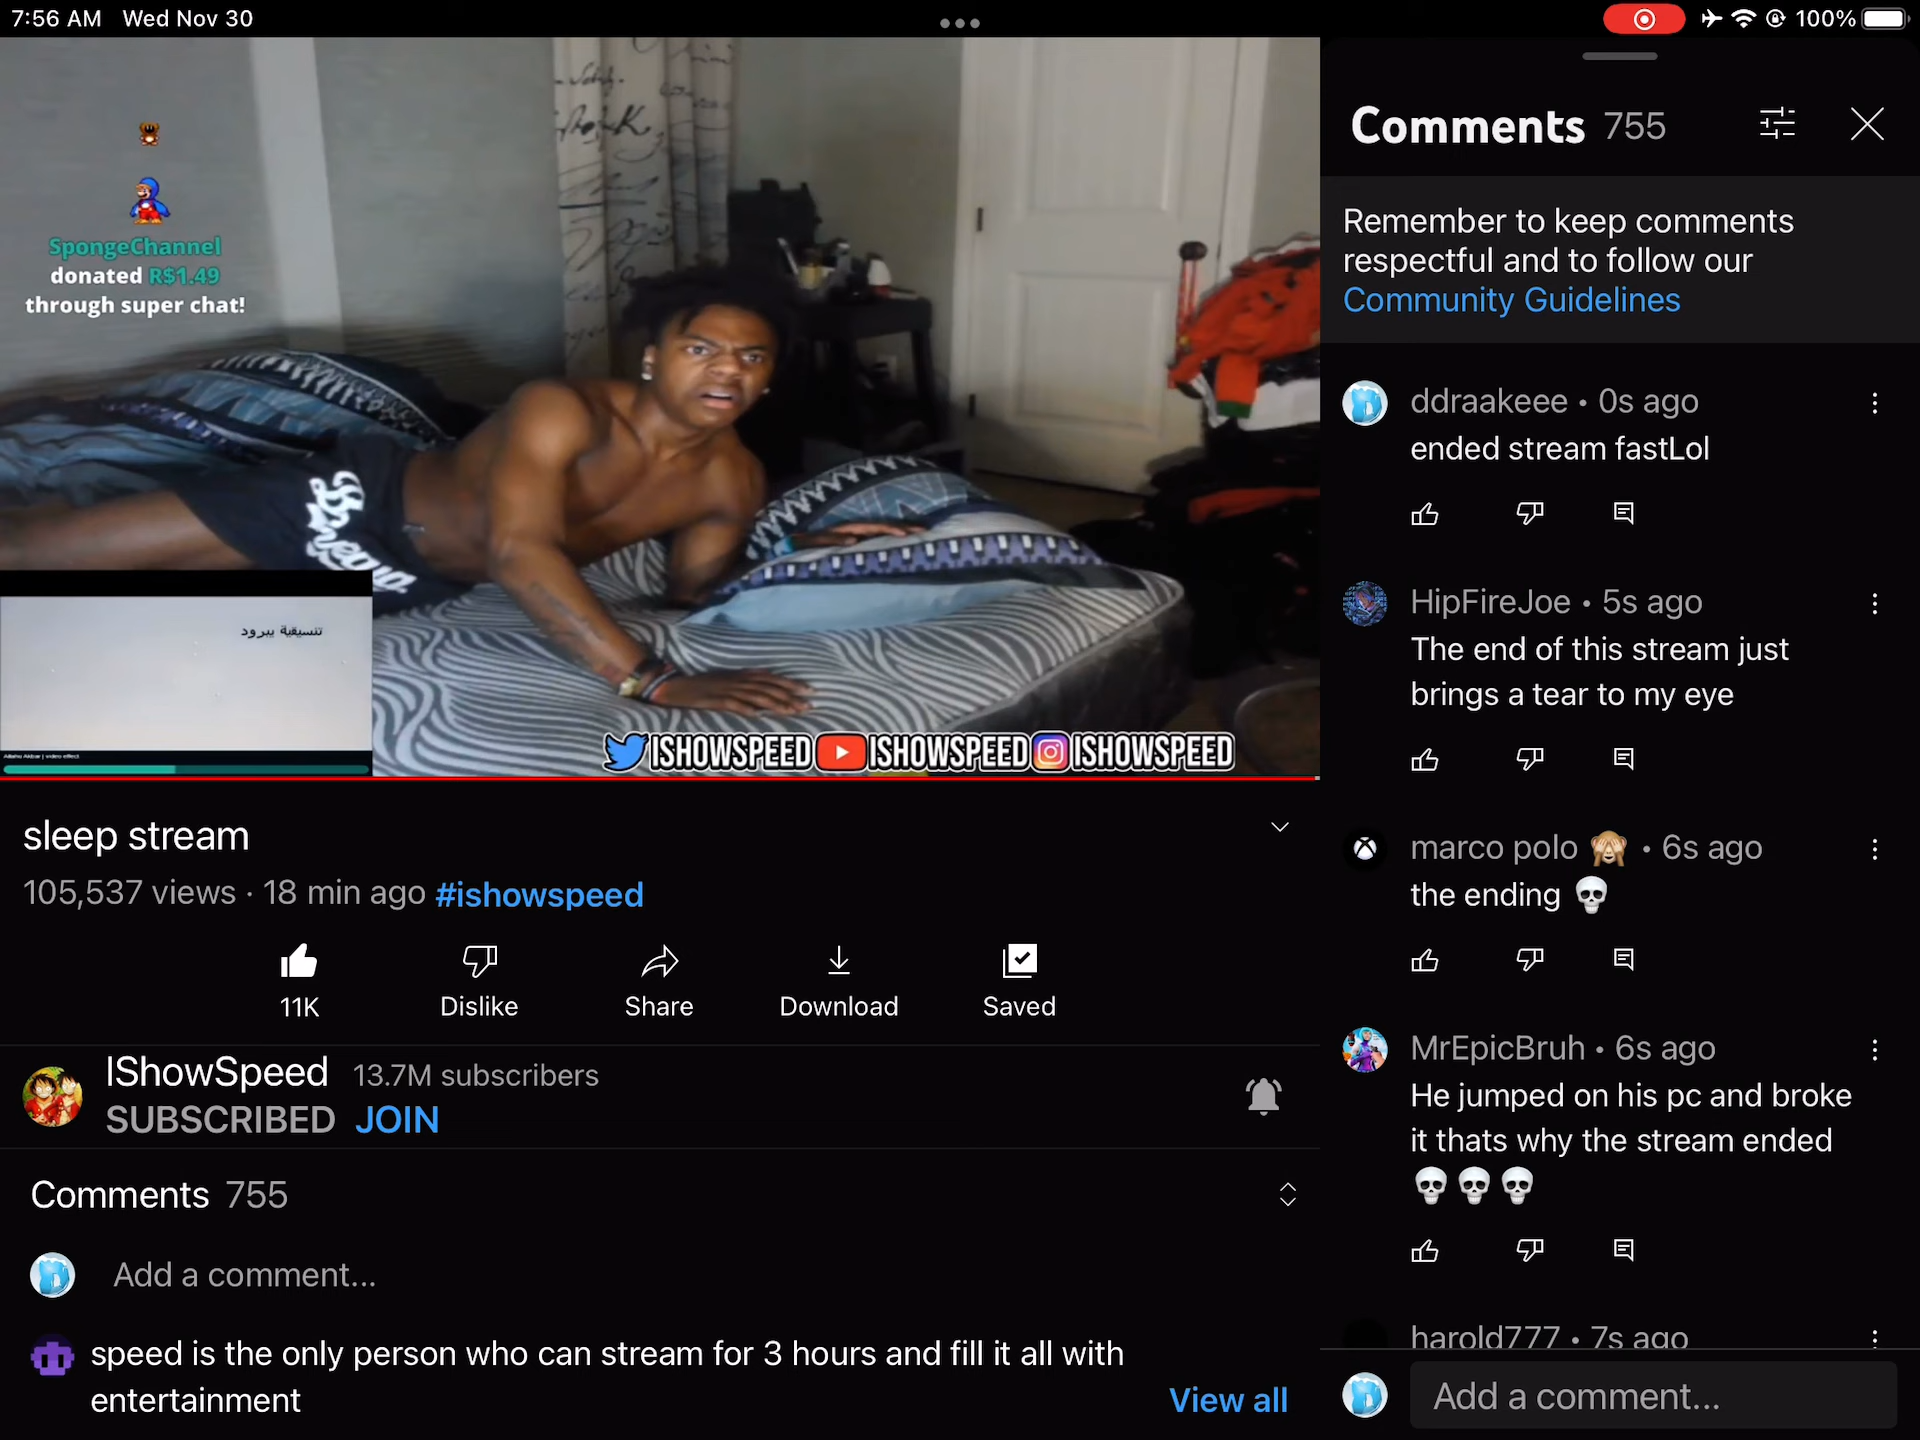 7:56 AM Wed Nov 30
100%
SpongeChannel
donated R$1.49
through super chat!
تنسيقية يبرود
ISHOWSPEED ISHOWSPEED ISHOWSPEED
sleep stream
105,537 views · 18 min ago #ishowspeed
11K Dislike Share Download Saved
IShowSpeed 13.7M subscribers
SUBSCRIBED JOIN
Comments 755
Add a comment...
speed is the only person who can stream for 3 hours and fill it all with
entertainment
View all
Comments 755
Remember to keep comments
respectful and to follow our
Community Guidelines
ddraakeee • 0s ago
ended stream fastLol
HipFireJoe • 5s ago
The end of this stream just
brings a tear to my eye
marco polo 🙈 • 6s ago
the ending 💀
MrEpicBruh • 6s ago
He jumped on his pc and broke
it thats why the stream ended
💀💀💀
harold777 • 7s ago
Add a comment...